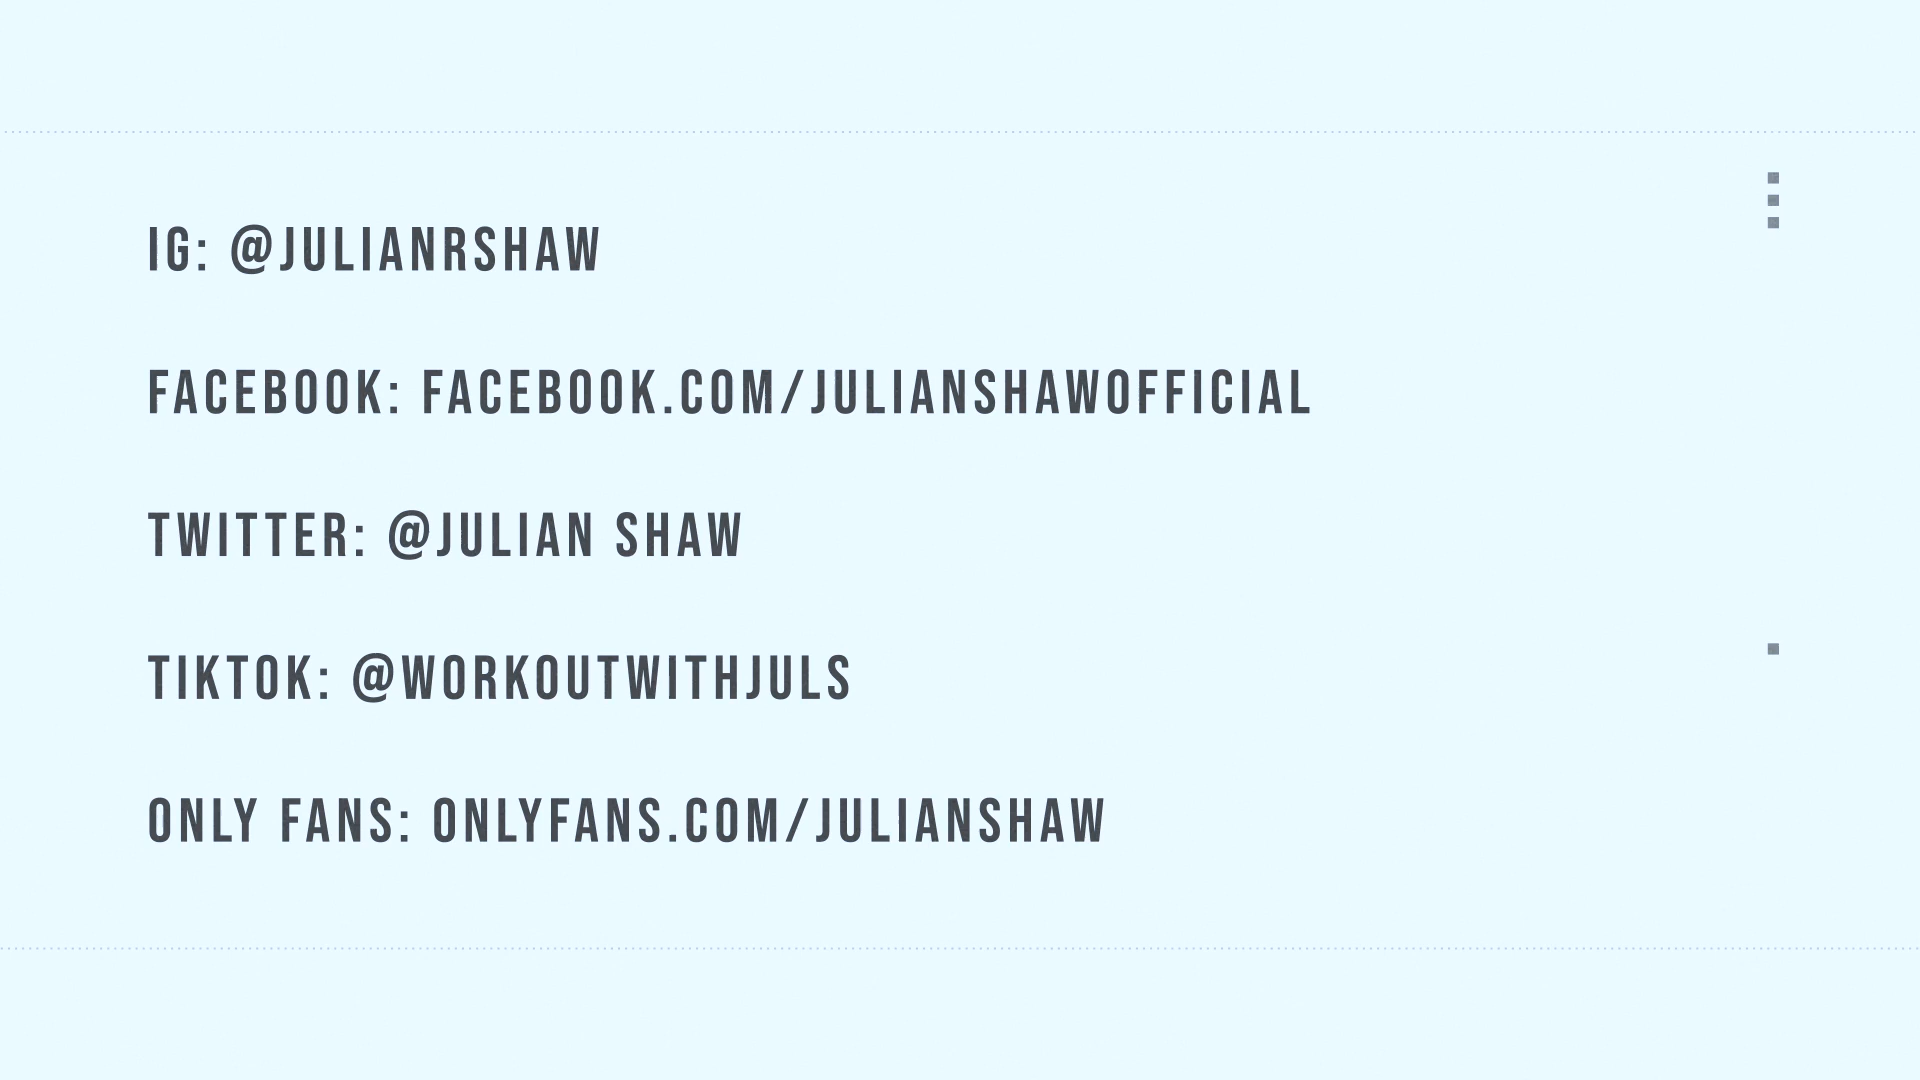 IG: @JULIANRSHAW
FACEBOOK: FACEBOOK.COM/JULIANSHAWOFFICIAL
TWITTER: @JULIAN SHAW
TIKTOK: @WORKOUTWITHJULS
ONLY FANS: ONLYFANS.COM/JULIANSHAW